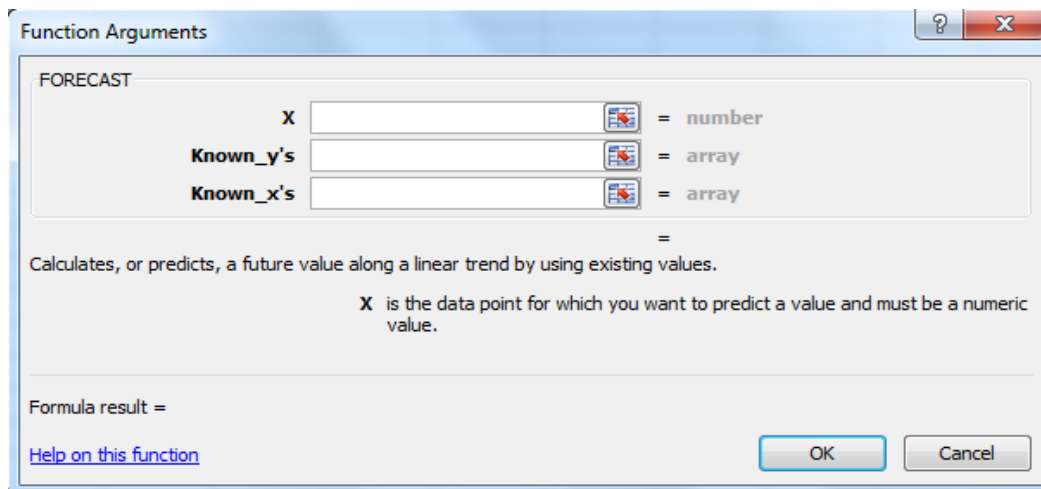 Function Arguments
?
FORECAST
X = number
Known_y's = array
Known_x's = array
=
Calculates, or predicts, a future value along a linear trend by using existing values.
X is the data point for which you want to predict a value and must be a numeric
value.
Formula result =
Help on this function
OK Cancel